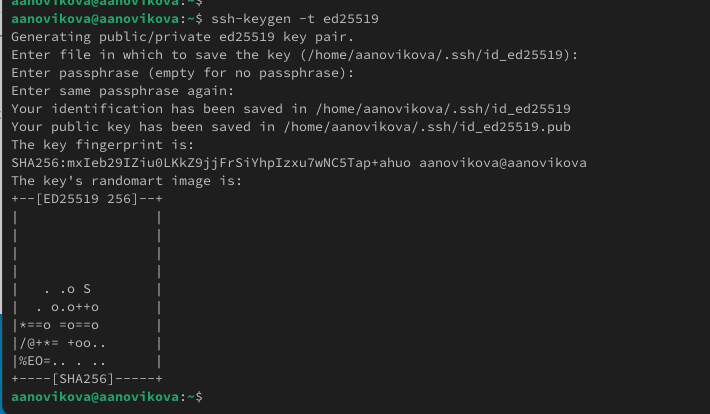 aanovikova@aanovikova:~$
aanovikova@aanovikova:~$ ssh-keygen -t ed25519
Generating public/private ed25519 key pair.
Enter file in which to save the key (/home/aanovikova/.ssh/id_ed25519):
Enter passphrase (empty for no passphrase):
Enter same passphrase again:
Your identification has been saved in /home/aanovikova/.ssh/id_ed25519
Your public key has been saved in /home/aanovikova/.ssh/id_ed25519.pub
The key fingerprint is:
SHA256:mxIeb29IZiu0LKkZ9jjFrSiYhpIzxu7wNC5Tap+ahuo aanovikova@aanovikova
The key's randomart image is:
+--[ED25519 256]--+
|                 |
|                 |
|                 |
|                 |
|   . .o S        |
|  . o.o++o       |
|*==o =o==o       |
|/@+*= +oo..      |
|%EO=.. . ..      |
+----[SHA256]-----+
aanovikova@aanovikova:~$